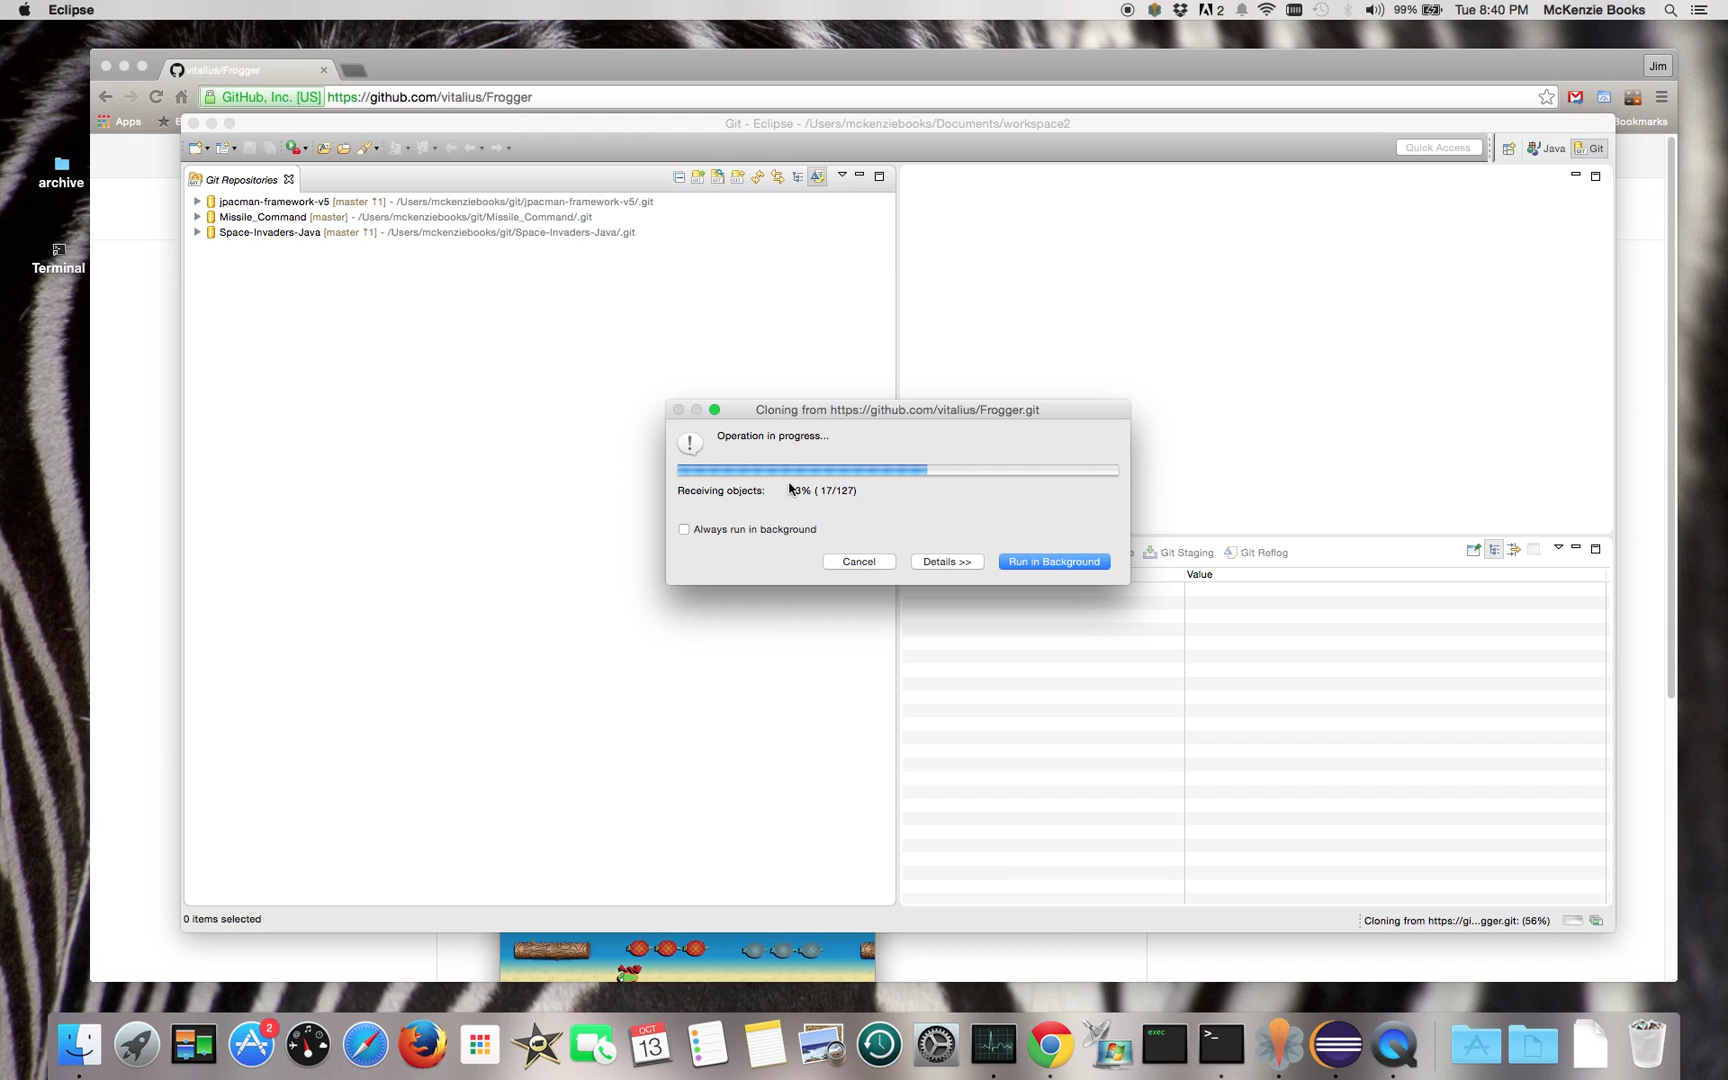 Eclipse
2
99%
Tue 8:40 PM
McKenzie Books
vitalius/Frogger
Jim
GitHub, Inc. [US]
https://github.com/vitalius/Frogger
Apps
Bookmarks
Git - Eclipse - /Users/mckenziebooks/Documents/workspace2
Quick Access
Java
Git
archive
Git Repositories
jpacman-framework-v5 [master ↑1] - /Users/mckenziebooks/git/jpacman-framework-v5/.git
Missile_Command [master] - /Users/mckenziebooks/git/Missile_Command/.git
Space-Invaders-Java [master ↑1] - /Users/mckenziebooks/git/Space-Invaders-Java/.git
Terminal
Cloning from https://github.com/vitalius/Frogger.git
Operation in progress...
Receiving objects: 3% ( 17/127)
Always run in background
Cancel
Details >>
Run in Background
Git Staging
Git Reflog
Value
0 items selected
Cloning from https://gi...gger.git: (56%)
2
OCT
13
exec